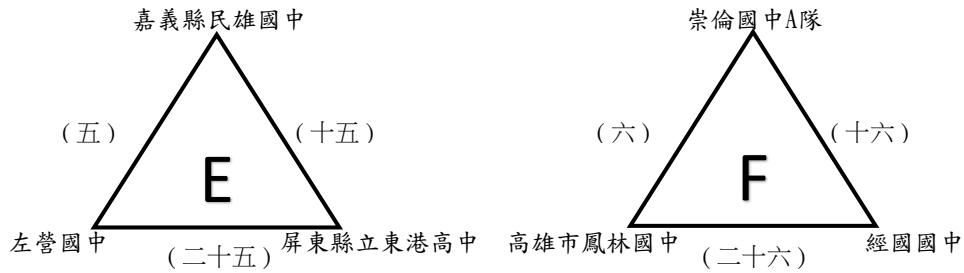 嘉義縣民雄國中
(五)
(十五)
E
左營國中
(二十五)
屏東縣立東港高中
崇倫國中A隊
(六)
(十六)
F
高雄市鳳林國中
(二十六)
經國國中